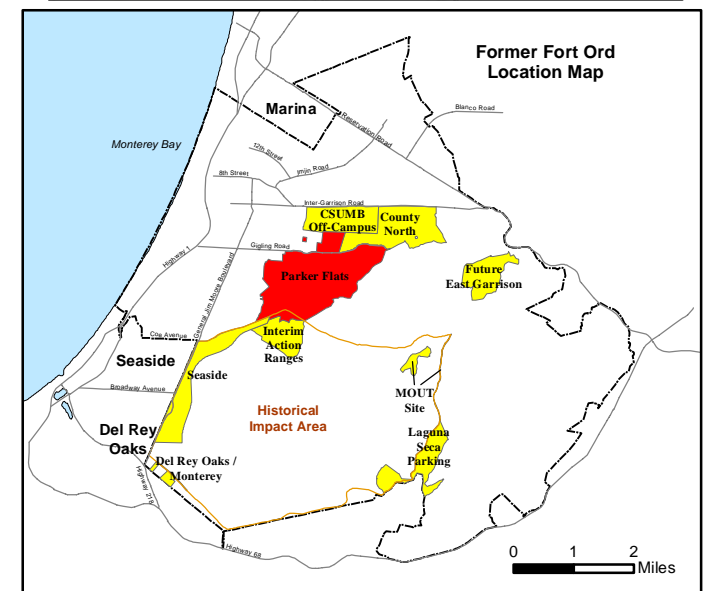 Former Fort Ord
Location Map
Marina
Blanco Road
Reservation Road
Monterey Bay
12th Street
Imjin Road
8th Street
Inter-Garrison Road
CSUMB
Off-Campus
County
North
Gigling Road
Highway 1
General Jim Moore Boulevard
Parker Flats
Future
East Garrison
Coe Avenue
Interim
Action
Ranges
Seaside
Seaside
Broadway Avenue
MOUT
Site
Historical
Impact Area
Del Rey
Oaks
Laguna
Seca
Parking
Del Rey Oaks /
Monterey
Highway 218
Highway 68
0 1 2
Miles